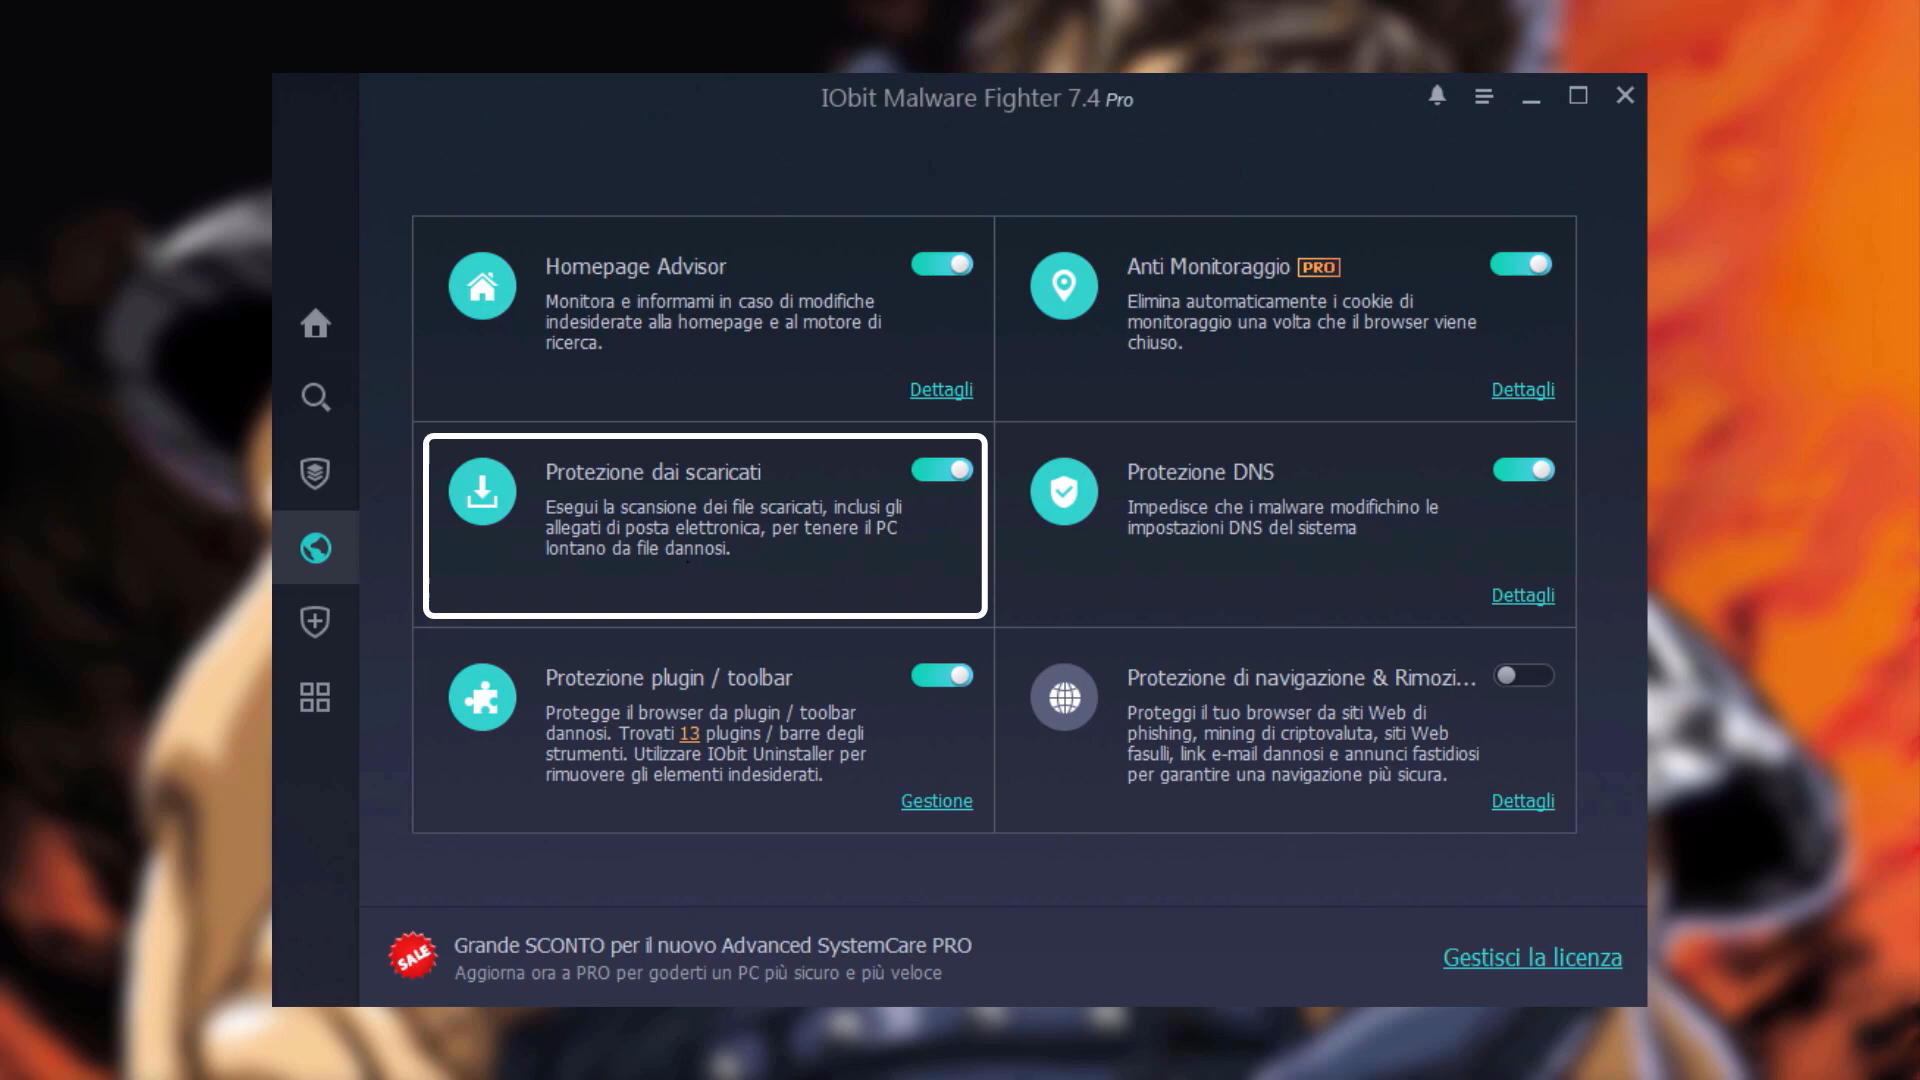 IObit Malware Fighter 7.4 Pro
Homepage Advisor
Monitora e informami in caso di modifiche
indesiderate alla homepage e al motore di
ricerca.
Dettagli
Anti Monitoraggio PRO
Elimina automaticamente i cookie di
monitoraggio una volta che il browser viene
chiuso.
Dettagli
Protezione dai scaricati
Esegui la scansione dei file scaricati, inclusi gli
allegati di posta elettronica, per tenere il PC
lontano da file dannosi.
Protezione DNS
Impedisce che i malware modifichino le
impostazioni DNS del sistema
Dettagli
Protezione plugin / toolbar
Protegge il browser da plugin / toolbar
dannosi. Trovati 13 plugins / barre degli
strumenti. Utilizzare IObit Uninstaller per
rimuovere gli elementi indesiderati.
Gestione
Protezione di navigazione & Rimozi...
Proteggi il tuo browser da siti Web di
phishing, mining di criptovaluta, siti Web
fasulli, link e-mail dannosi e annunci fastidiosi
per garantire una navigazione più sicura.
Dettagli
SALE
Grande SCONTO per il nuovo Advanced SystemCare PRO
Aggiorna ora a PRO per goderti un PC più sicuro e più veloce
Gestisci la licenza